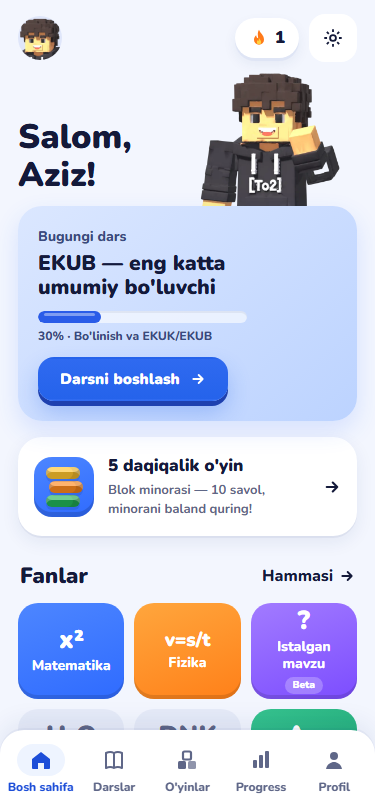 1
Salom,
Aziz!
[To2]
Bugungi dars
EKUB — eng katta
umumiy bo'luvchi
30% · Bo'linish va EKUK/EKUB
Darsni boshlash →
5 daqiqalik o'yin
Blok minorasi — 10 savol,
minorani baland quring!
→
Fanlar
Hammasi →
x²
Matematika
v=s/t
Fizika
?
Istalgan
mavzu
Beta
Bosh sahifa
Darslar
O'yinlar
Progress
Profil